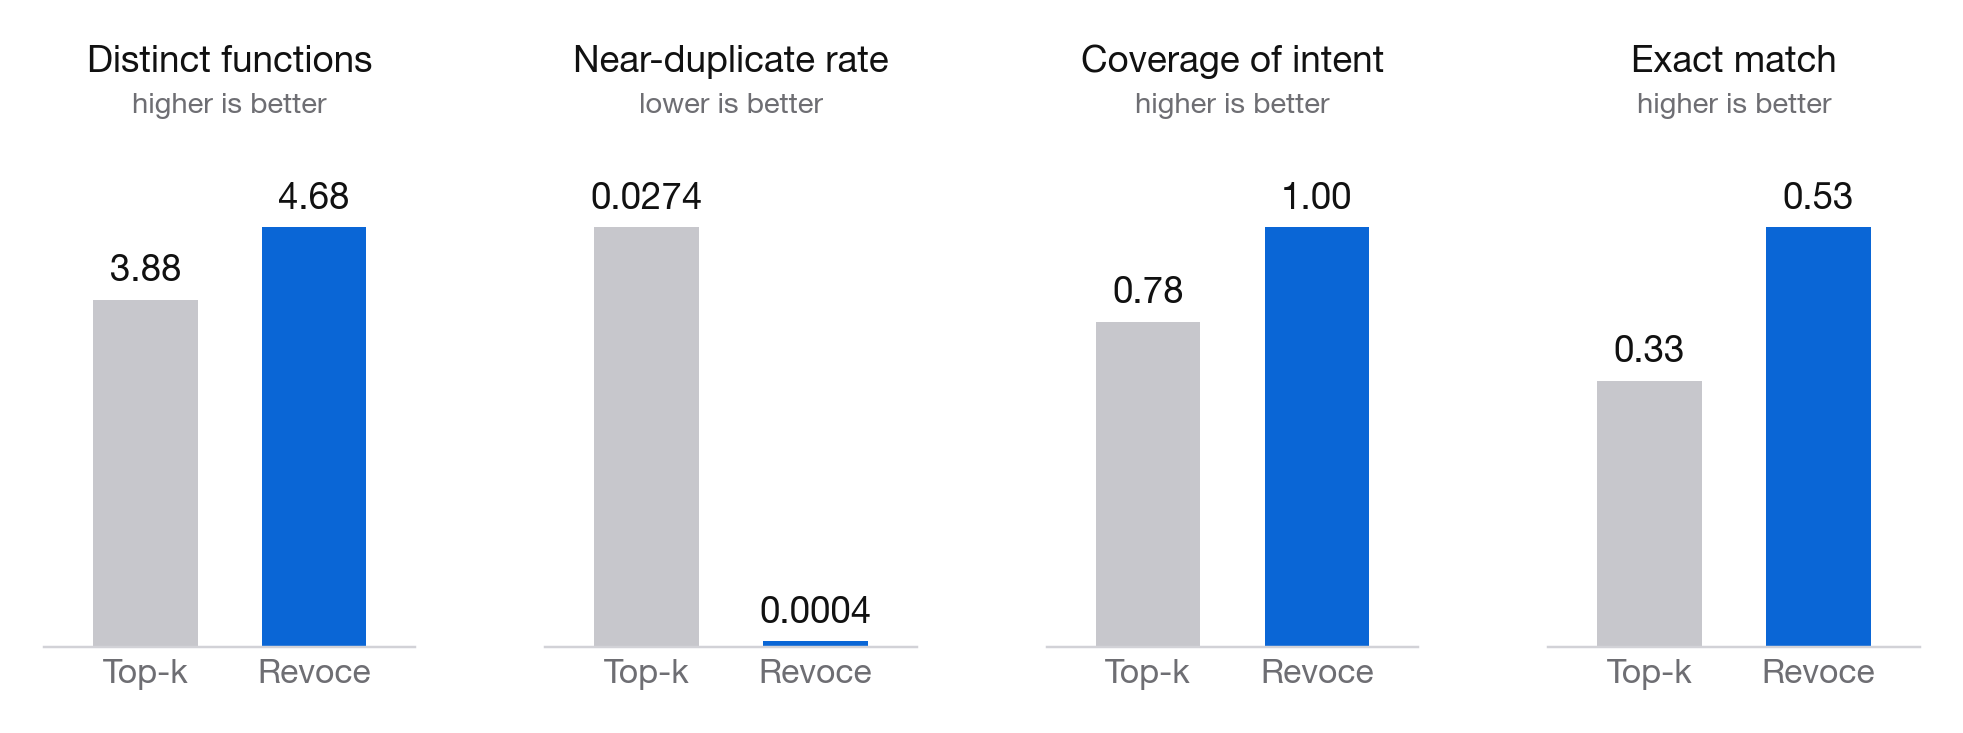 Distinct functions
higher is better
4.68
3.88
Top-k Revoce
Near-duplicate rate
lower is better
0.0274
0.0004
Top-k Revoce
Coverage of intent
higher is better
1.00
0.78
Top-k Revoce
Exact match
higher is better
0.53
0.33
Top-k Revoce